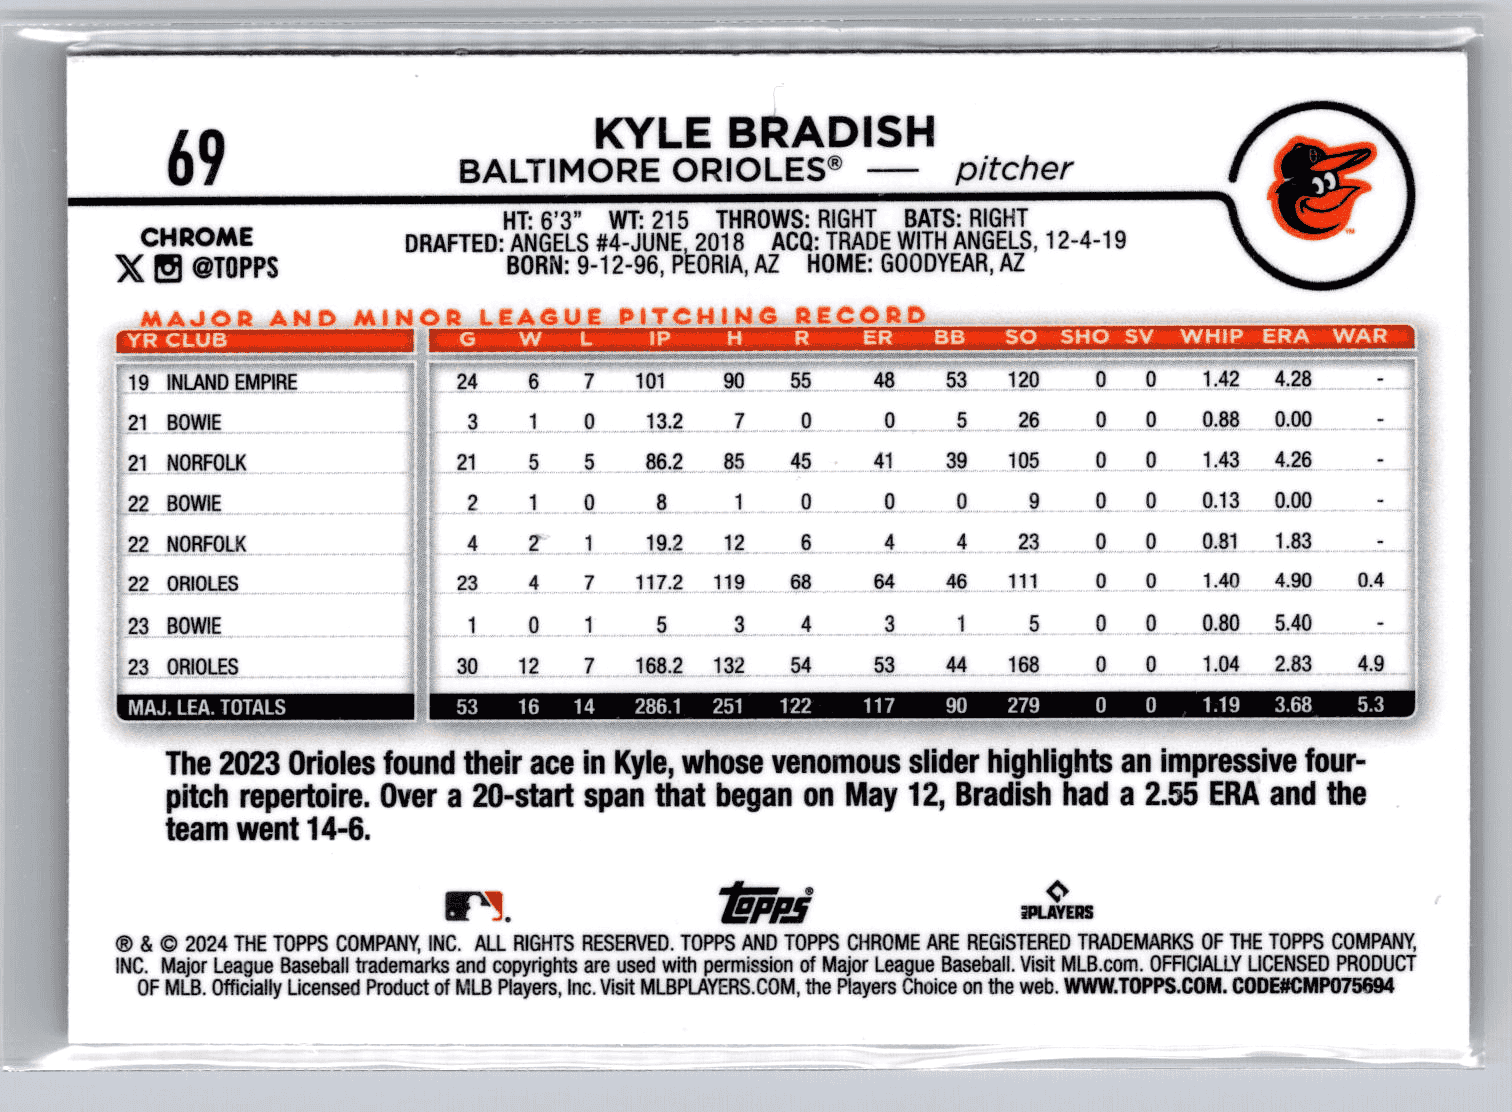 69
KYLE BRADISH
BALTIMORE ORIOLES® — pitcher
CHROME
X @TOPPS
HT: 6'3" WT: 215 THROWS: RIGHT BATS: RIGHT
DRAFTED: ANGELS #4-JUNE, 2018 ACQ: TRADE WITH ANGELS, 12-4-19
BORN: 9-12-96, PEORIA, AZ HOME: GOODYEAR, AZ
MAJOR AND MINOR LEAGUE PITCHING RECORD
YR CLUB G W L IP H R ER BB SO SHO SV WHIP ERA WAR
19 INLAND EMPIRE 24 6 7 101 90 55 48 53 120 0 0 1.42 4.28 -
21 BOWIE 3 1 0 13.2 7 0 0 5 26 0 0 0.88 0.00 -
21 NORFOLK 21 5 5 86.2 85 45 41 39 105 0 0 1.43 4.26 -
22 BOWIE 2 1 0 8 1 0 0 0 9 0 0 0.13 0.00 -
22 NORFOLK 4 2 1 19.2 12 6 4 4 23 0 0 0.81 1.83 -
22 ORIOLES 23 4 7 117.2 119 68 64 46 111 0 0 1.40 4.90 0.4
23 BOWIE 1 0 1 5 3 4 3 1 5 0 0 0.80 5.40 -
23 ORIOLES 30 12 7 168.2 132 54 53 44 168 0 0 1.04 2.83 4.9
MAJ. LEA. TOTALS 53 16 14 286.1 251 122 117 90 279 0 0 1.19 3.68 5.3
The 2023 Orioles found their ace in Kyle, whose venomous slider highlights an impressive four-
pitch repertoire. Over a 20-start span that began on May 12, Bradish had a 2.55 ERA and the
team went 14-6.
Topps®
MLB PLAYERS
® & © 2024 THE TOPPS COMPANY, INC. ALL RIGHTS RESERVED. TOPPS AND TOPPS CHROME ARE REGISTERED TRADEMARKS OF THE TOPPS COMPANY,
INC. Major League Baseball trademarks and copyrights are used with permission of Major League Baseball. Visit MLB.com. OFFICIALLY LICENSED PRODUCT
OF MLB. Officially Licensed Product of MLB Players, Inc. Visit MLBPLAYERS.COM, the Players Choice on the web. WWW.TOPPS.COM. CODE#CMP075694